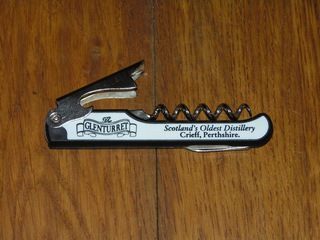 The
GLENTURRET
Scotland's Oldest Distillery
Crieff, Perthshire.